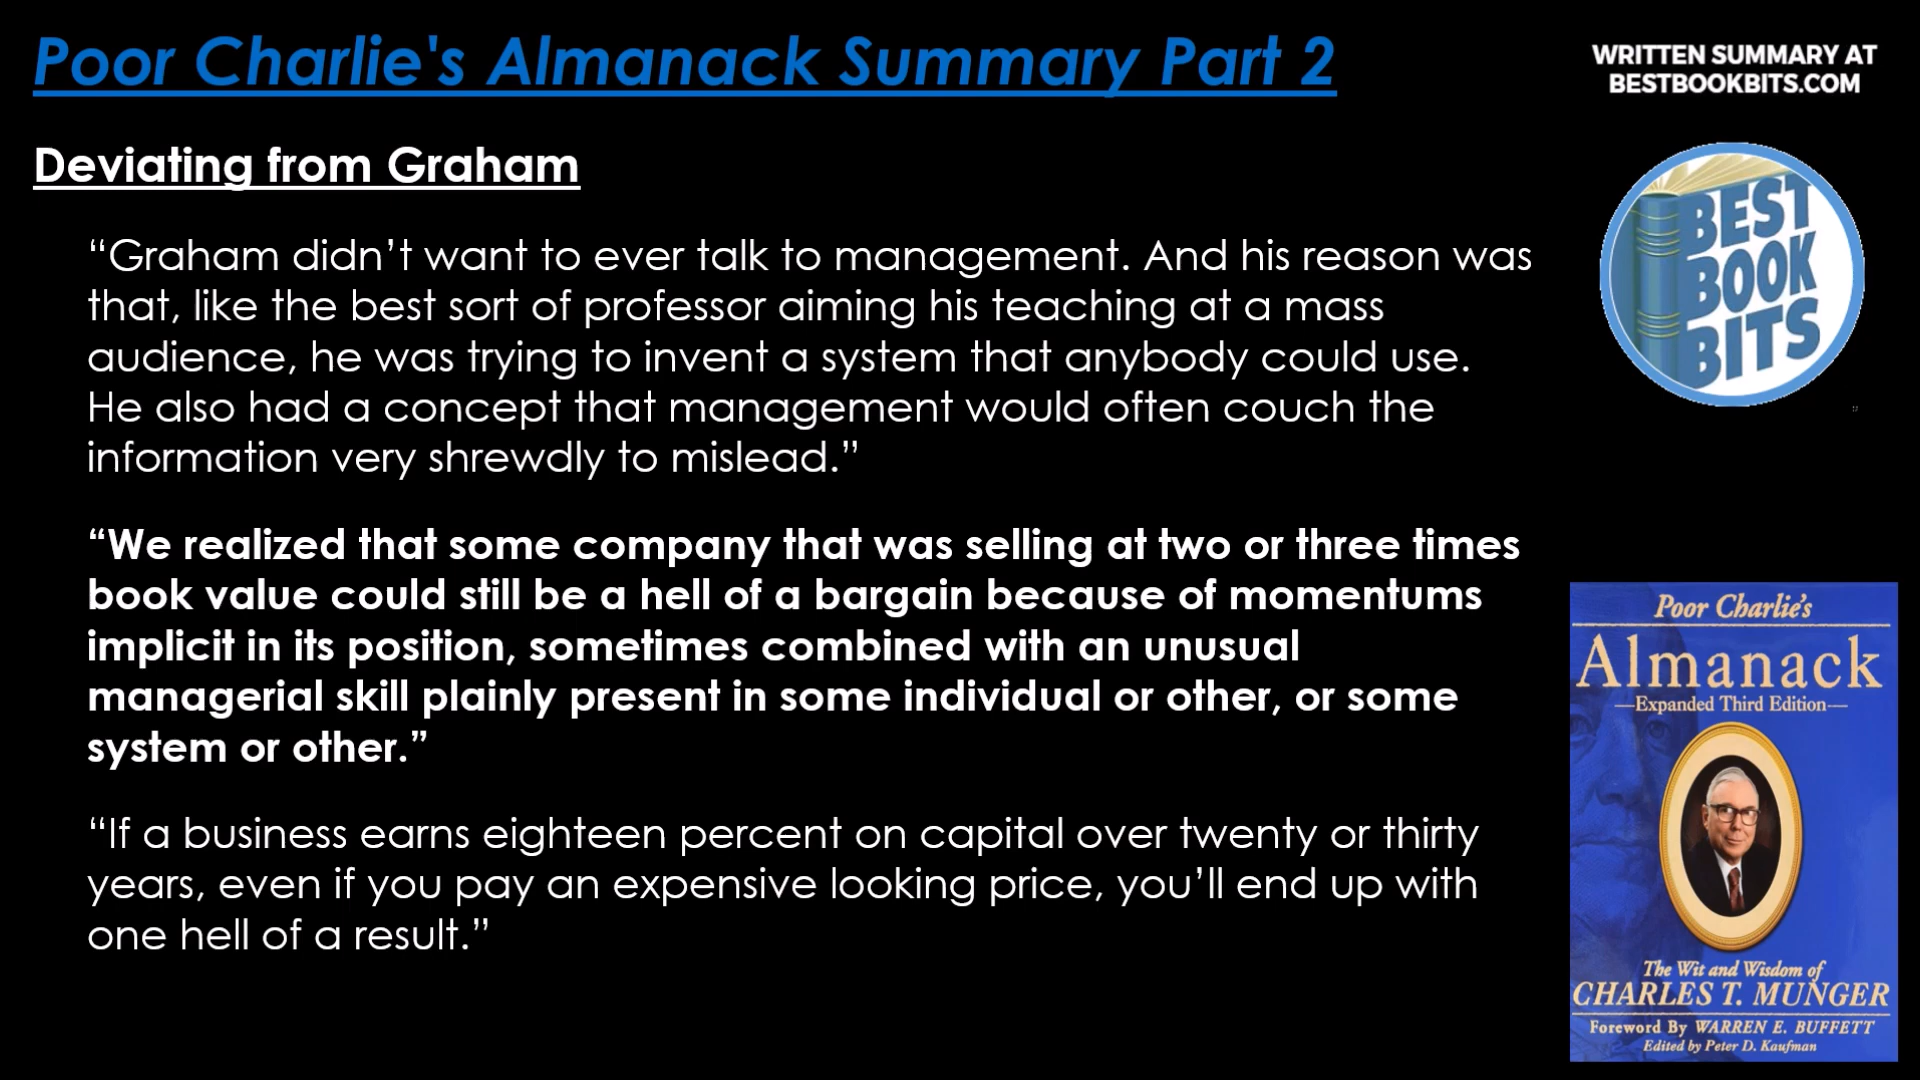 Poor Charlie's Almanack Summary Part 2
WRITTEN SUMMARY AT
BESTBOOKBITS.COM
Deviating from Graham
“Graham didn’t want to ever talk to management. And his reason was
that, like the best sort of professor aiming his teaching at a mass
audience, he was trying to invent a system that anybody could use.
He also had a concept that management would often couch the
information very shrewdly to mislead.”
“We realized that some company that was selling at two or three times
book value could still be a hell of a bargain because of momentums
implicit in its position, sometimes combined with an unusual
managerial skill plainly present in some individual or other, or some
system or other.”
“If a business earns eighteen percent on capital over twenty or thirty
years, even if you pay an expensive looking price, you’ll end up with
one hell of a result.”
BEST
BOOK
BITS
Poor Charlie’s
Almanack
—Expanded Third Edition—
The Wit and Wisdom of
CHARLES T. MUNGER
Foreword By WARREN E. BUFFETT
Edited by Peter D. Kaufman